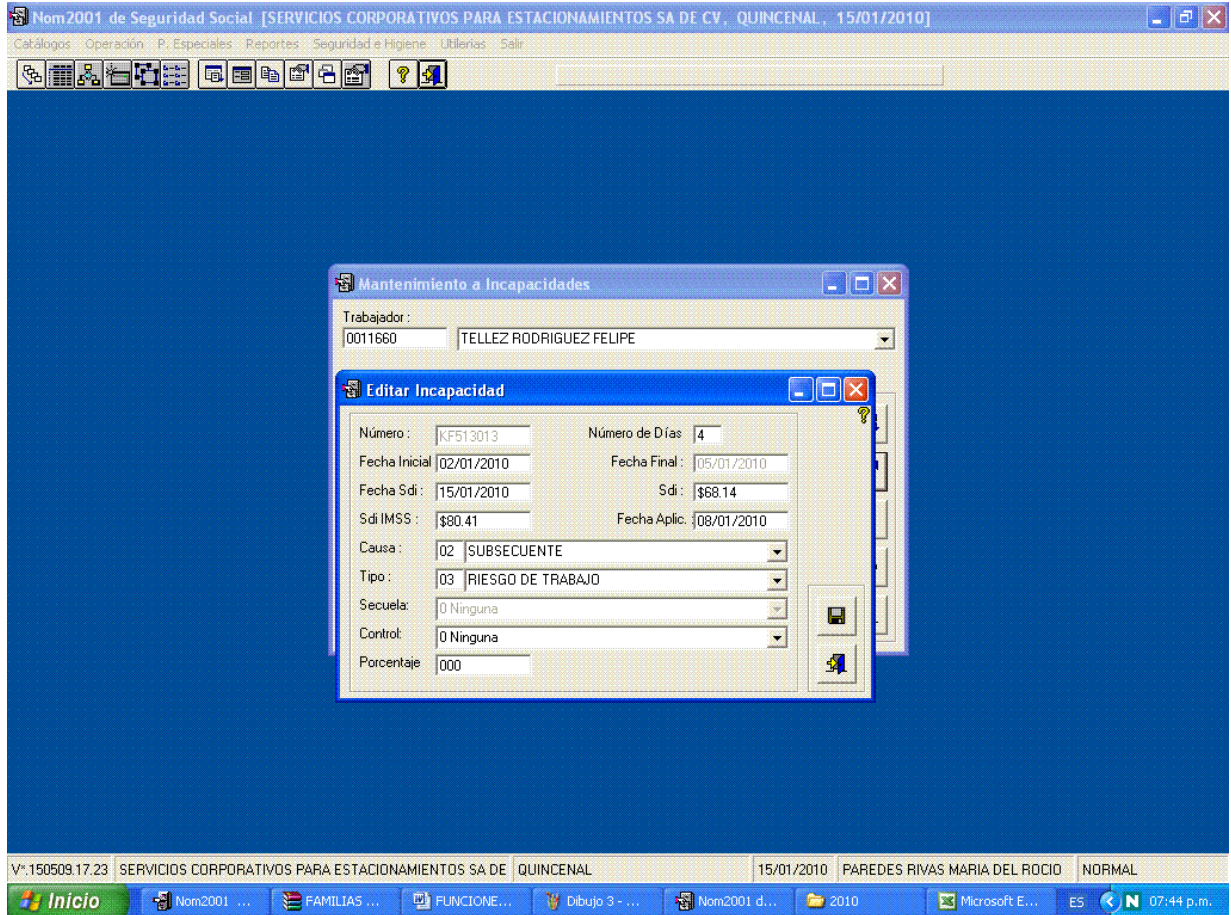 Nom2001 de Seguridad Social [SERVICIOS CORPORATIVOS PARA ESTACIONAMIENTOS SA DE CV, QUINCENAL, 15/01/2010]
Catálogos Operación P. Especiales Reportes Seguridad e Higiene Utilerias Salir
Mantenimiento a Incapacidades
Trabajador :
0011660 TELLEZ RODRIGUEZ FELIPE
Editar Incapacidad
Número : KF513013 Número de Días 4
Fecha Inicial 02/01/2010 Fecha Final : 05/01/2010
Fecha Sdi : 15/01/2010 Sdi : $68.14
Sdi IMSS : $80.41 Fecha Aplic. : 08/01/2010
Causa : 02 SUBSECUENTE
Tipo : 03 RIESGO DE TRABAJO
Secuela: 0 Ninguna
Control: 0 Ninguna
Porcentaje 000
V*.150509.17.23 SERVICIOS CORPORATIVOS PARA ESTACIONAMIENTOS SA DE QUINCENAL 15/01/2010 PAREDES RIVAS MARIA DEL ROCIO NORMAL
Inicio Nom2001 ... FAMILIAS ... FUNCIONE... Dibujo 3 - ... Nom2001 d... 2010 Microsoft E... ES N 07:44 p.m.